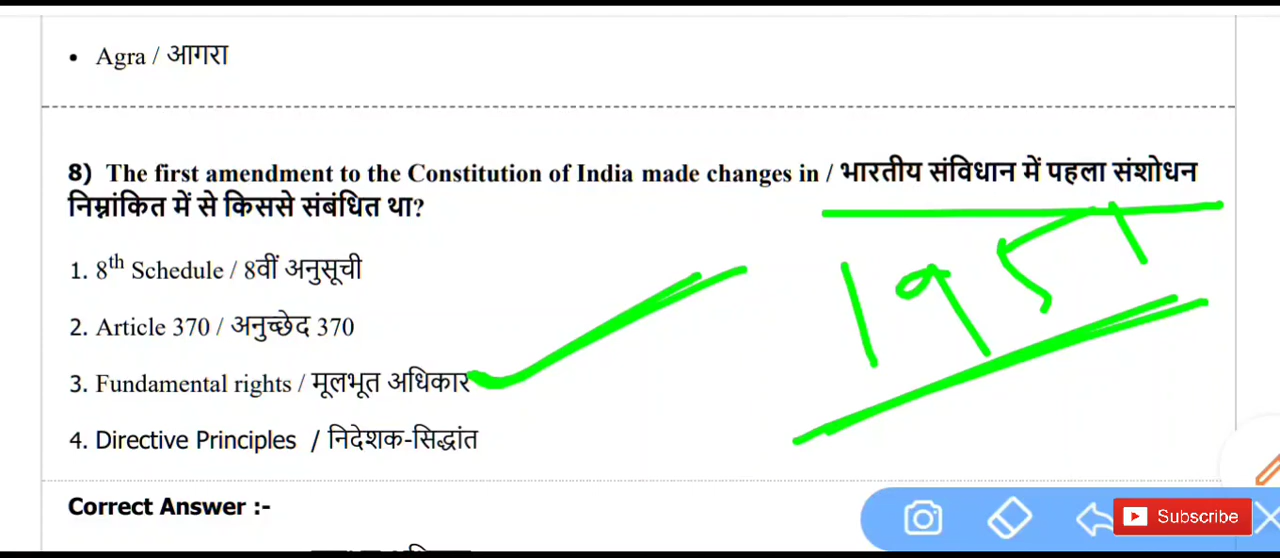 • Agra / आगरा
8) The first amendment to the Constitution of India made changes in / भारतीय संविधान में पहला संशोधन
निम्नांकित में से किससे संबंधित था?
1951
1. 8th Schedule / 8वीं अनुसूची
2. Article 370 / अनुच्छेद 370
3. Fundamental rights / मूलभूत अधिकार
4. Directive Principles / निदेशक-सिद्धांत
Correct Answer :-
Subscribe